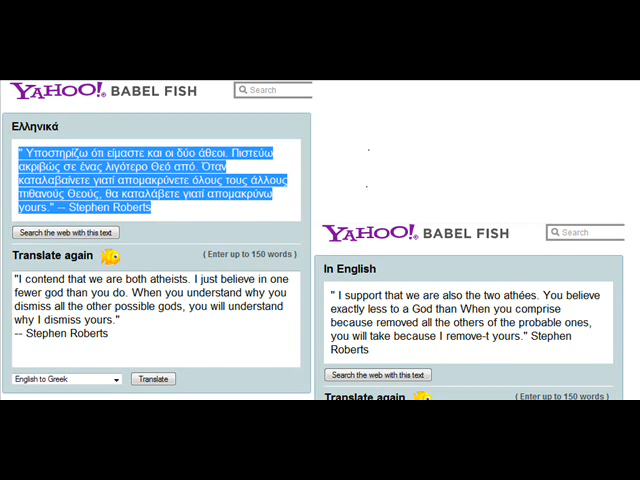 YAHOO! BABEL FISH
Search
Ελληνικά
" Υποστηρίζω ότι είμαστε και οι δύο άθεοι. Πιστεύω
ακριβώς σε ένας λιγότερο Θεό από. Όταν
καταλαβαίνετε γιατί απομακρύνετε όλους τους άλλους
πιθανούς Θεούς, θα καταλάβετε γιατί απομακρύνω
yours." -- Stephen Roberts
Search the web with this text
Translate again
( Enter up to 150 words )
"I contend that we are both atheists. I just believe in one
fewer god than you do. When you understand why you
dismiss all the other possible gods, you will understand
why I dismiss yours."
-- Stephen Roberts
English to Greek
Translate
YAHOO! BABEL FISH
Search
In English
" I support that we are also the two athées. You believe
exactly less to a God than When you comprise
because removed all the others of the probable ones,
you will take because I remove-t yours." Stephen
Roberts
Search the web with this text
Translate again
( Enter up to 150 words )